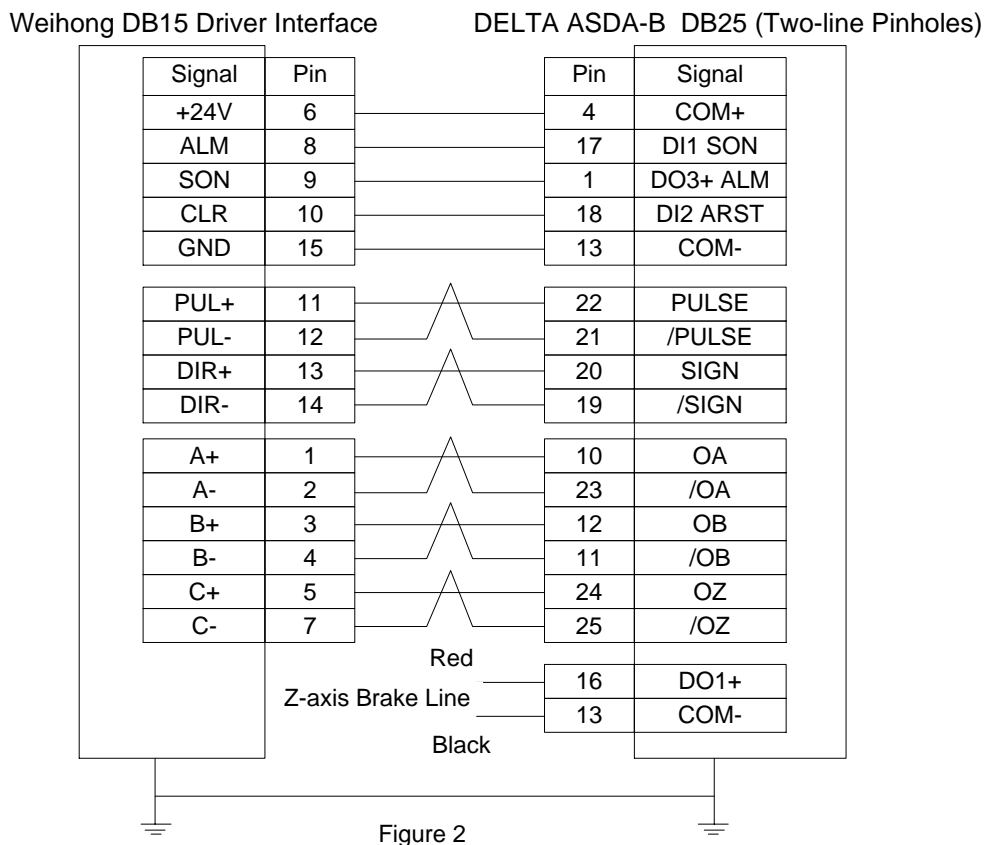 Weihong DB15 Driver Interface DELTA ASDA-B DB25 (Two-line Pinholes)
Signal Pin Pin Signal
+24V 6 4 COM+
ALM 8 17 DI1 SON
SON 9 1 DO3+ ALM
CLR 10 18 DI2 ARST
GND 15 13 COM-
PUL+ 11 22 PULSE
PUL- 12 21 /PULSE
DIR+ 13 20 SIGN
DIR- 14 19 /SIGN
A+ 1 10 OA
A- 2 23 /OA
B+ 3 12 OB
B- 4 11 /OB
C+ 5 24 OZ
C- 7 25 /OZ
Red
Z-axis Brake Line
16 DO1+
13 COM-
Black
Figure 2